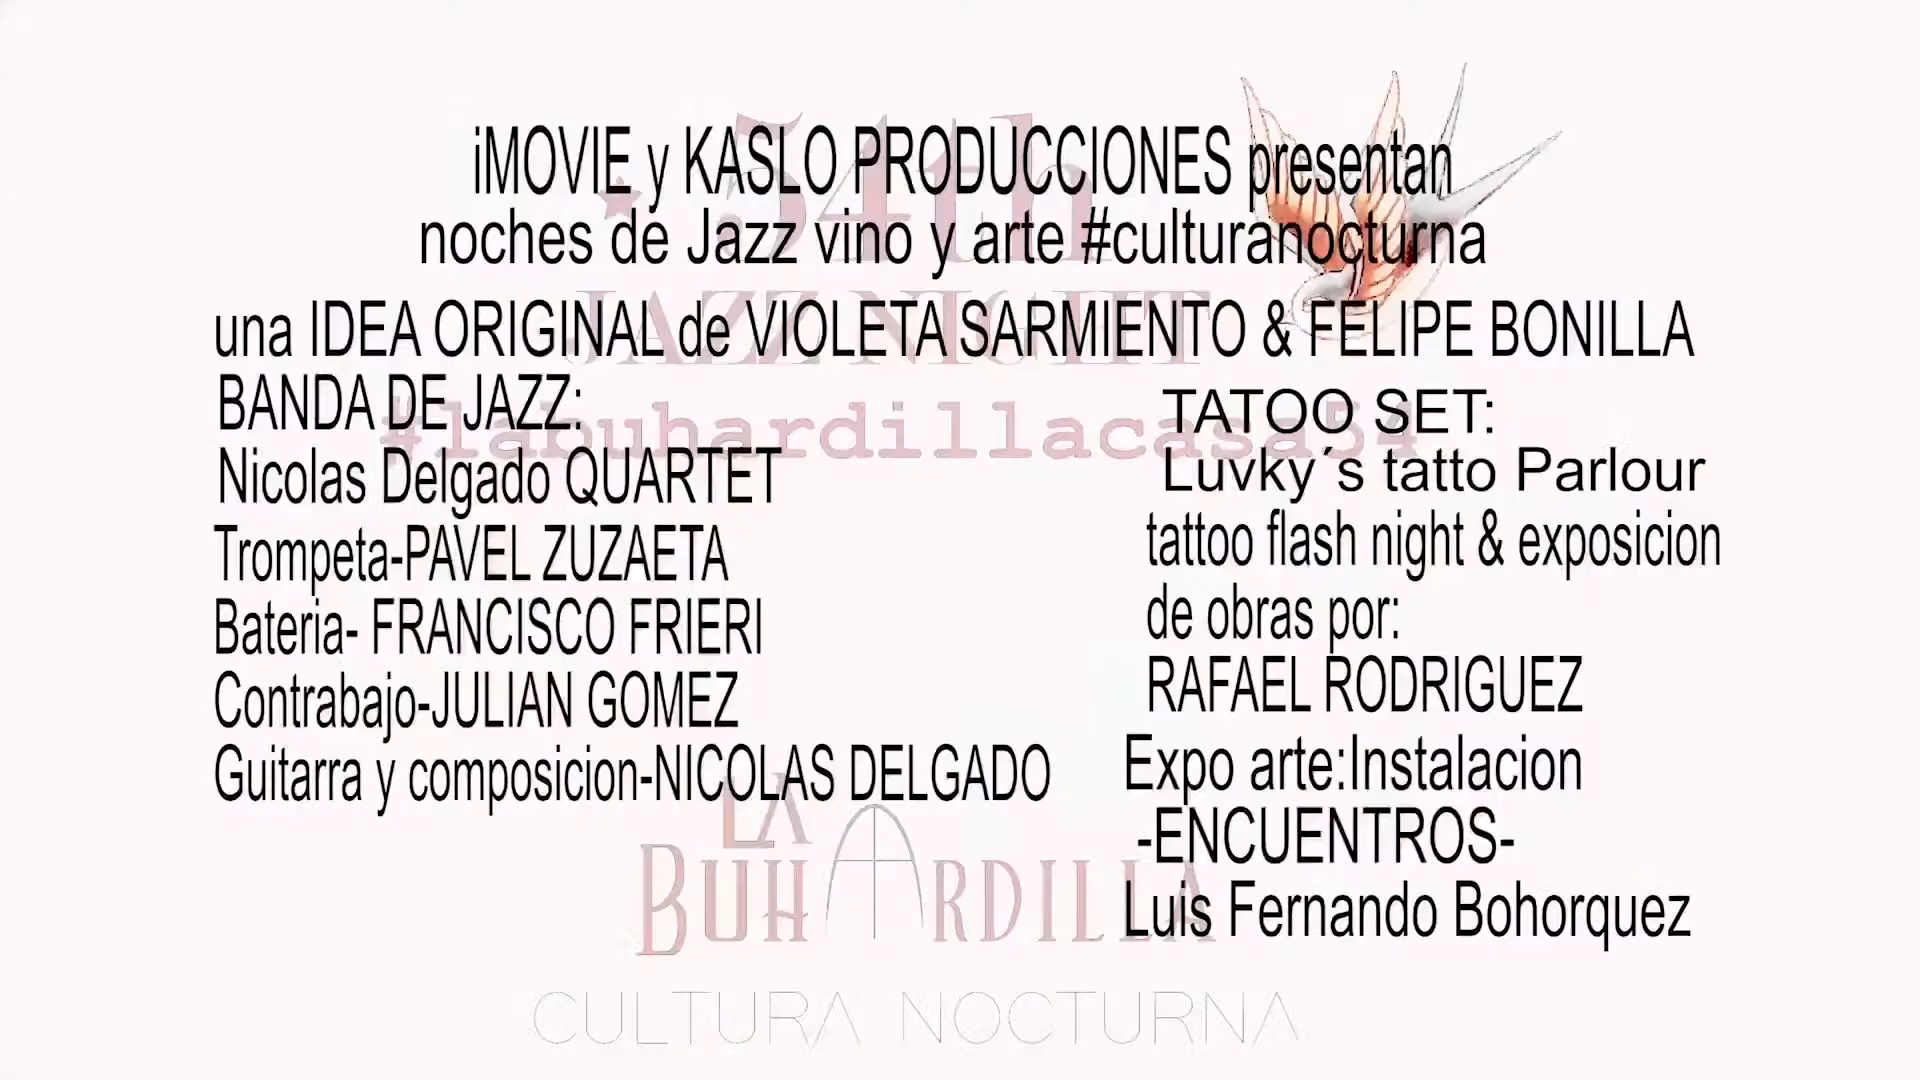 iMOVIE y KASLO PRODUCCIONES presentan
noches de Jazz vino y arte #culturanocturna
una IDEA ORIGINAL de VIOLETA SARMIENTO & FELIPE BONILLA
BANDA DE JAZZ:
Nicolas Delgado QUARTET
Trompeta-PAVEL ZUZAETA
Bateria- FRANCISCO FRIERI
Contrabajo-JULIAN GOMEZ
Guitarra y composicion-NICOLAS DELGADO
TATOO SET:
Luvky´s tatto Parlour
tattoo flash night & exposicion
de obras por:
RAFAEL RODRIGUEZ
Expo arte:Instalacion
-ENCUENTROS-
Luis Fernando Bohorquez
54th
JAZZ NIGHT
#labuhardillacasa54
LA
BUHARDILLA
CULTURA NOCTURNA